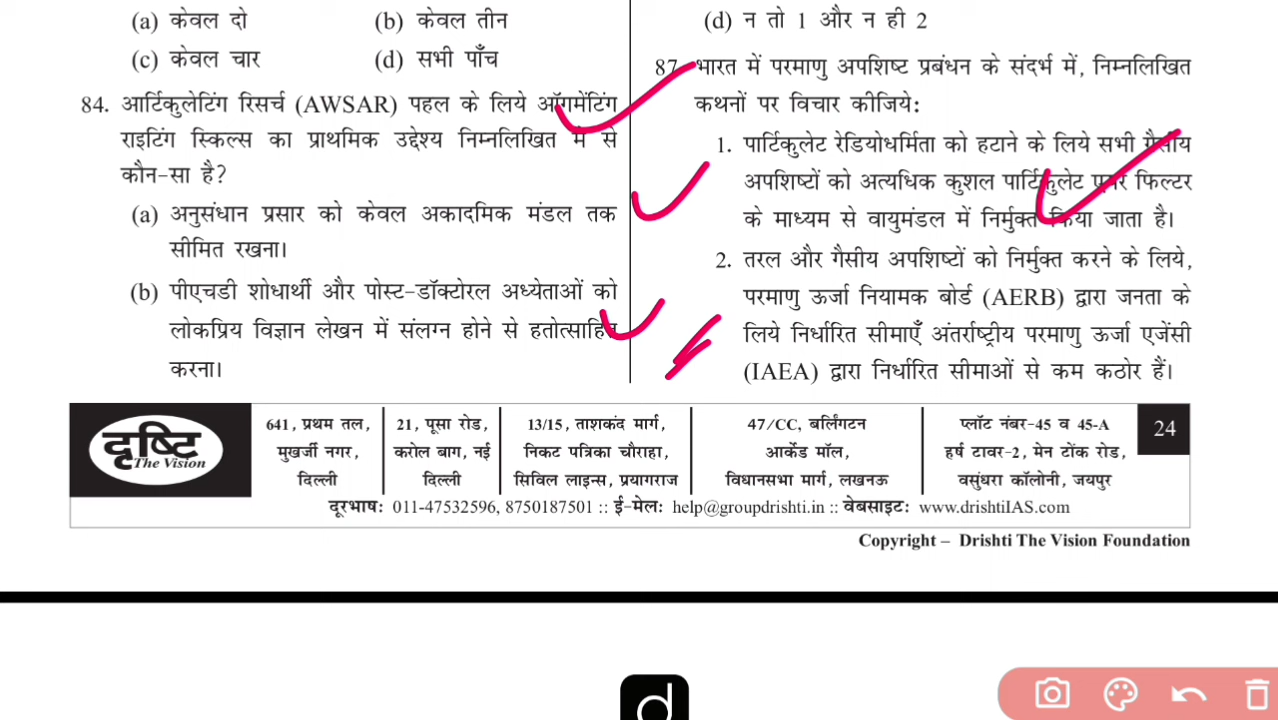 (a) केवल दो (b) केवल तीन
(c) केवल चार (d) सभी पाँच
84. आर्टिकुलेटिंग रिसर्च (AWSAR) पहल के लिये ऑगमेंटिंग
राइटिंग स्किल्स का प्राथमिक उद्देश्य निम्नलिखित में से
कौन-सा है?
(a) अनुसंधान प्रसार को केवल अकादमिक मंडल तक
सीमित रखना।
(b) पीएचडी शोधार्थी और पोस्ट-डॉक्टोरल अध्येताओं को
लोकप्रिय विज्ञान लेखन में संलग्न होने से हतोत्साहित
करना।
(d) न तो 1 और न ही 2
87. भारत में परमाणु अपशिष्ट प्रबंधन के संदर्भ में, निम्नलिखित
कथनों पर विचार कीजिये:
1. पार्टिकुलेट रेडियोधर्मिता को हटाने के लिये सभी गैसीय
अपशिष्टों को अत्यधिक कुशल पार्टिकुलेट एयर फिल्टर
के माध्यम से वायुमंडल में निर्मुक्त किया जाता है।
2. तरल और गैसीय अपशिष्टों को निर्मुक्त करने के लिये,
परमाणु ऊर्जा नियामक बोर्ड (AERB) द्वारा जनता के
लिये निर्धारित सीमाएँ अंतर्राष्ट्रीय परमाणु ऊर्जा एजेंसी
(IAEA) द्वारा निर्धारित सीमाओं से कम कठोर हैं।
दृष्टि
The Vision
641, प्रथम तल,
मुखर्जी नगर,
दिल्ली
21, पूसा रोड,
करोल बाग, नई
दिल्ली
13/15, ताशकंद मार्ग,
निकट पत्रिका चौराहा,
सिविल लाइन्स, प्रयागराज
47/CC, बर्लिंगटन
आर्केड मॉल,
विधानसभा मार्ग, लखनऊ
प्लॉट नंबर-45 व 45-A
हर्ष टावर-2, मेन टोंक रोड,
वसुंधरा कॉलोनी, जयपुर
24
दूरभाष: 011-47532596, 8750187501 :: ई-मेल: help@groupdrishti.in :: वेबसाइट: www.drishtiIAS.com
Copyright – Drishti The Vision Foundation
d